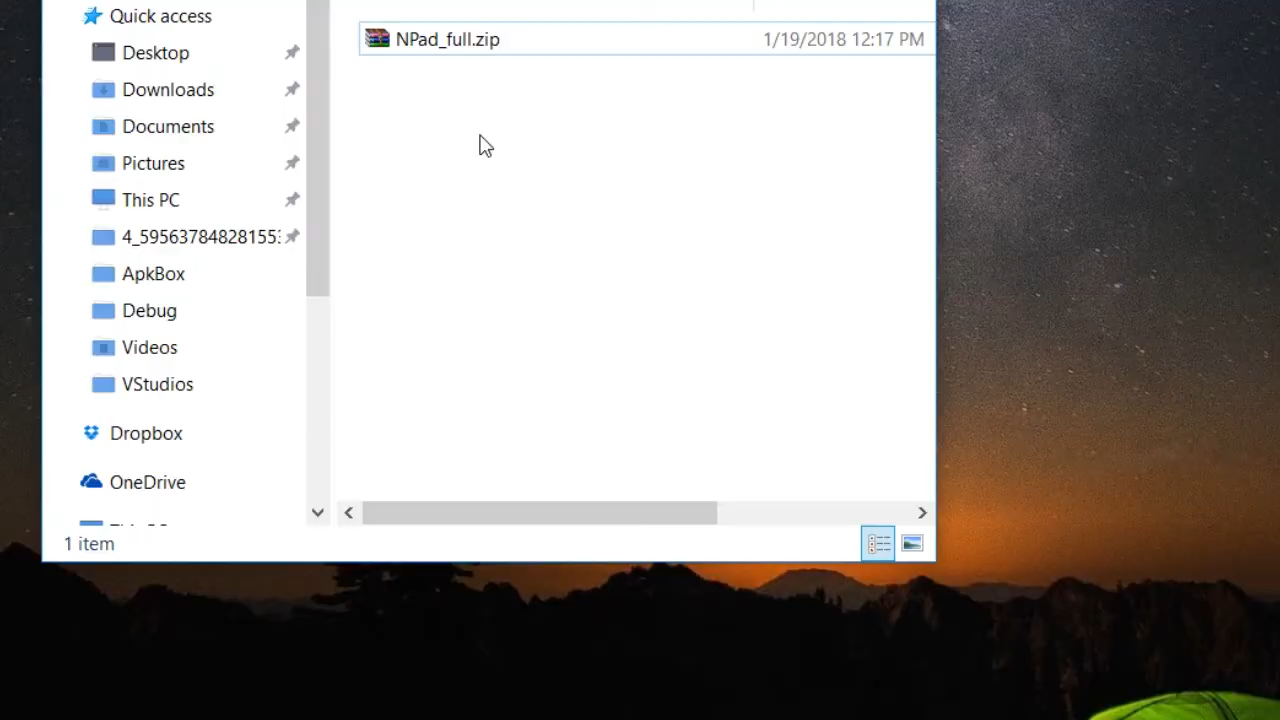 Quick access
NPad_full.zip 1/19/2018 12:17 PM
Desktop
Downloads
Documents
Pictures
This PC
4_595637848281553
ApkBox
Debug
Videos
VStudios
Dropbox
OneDrive
1 item